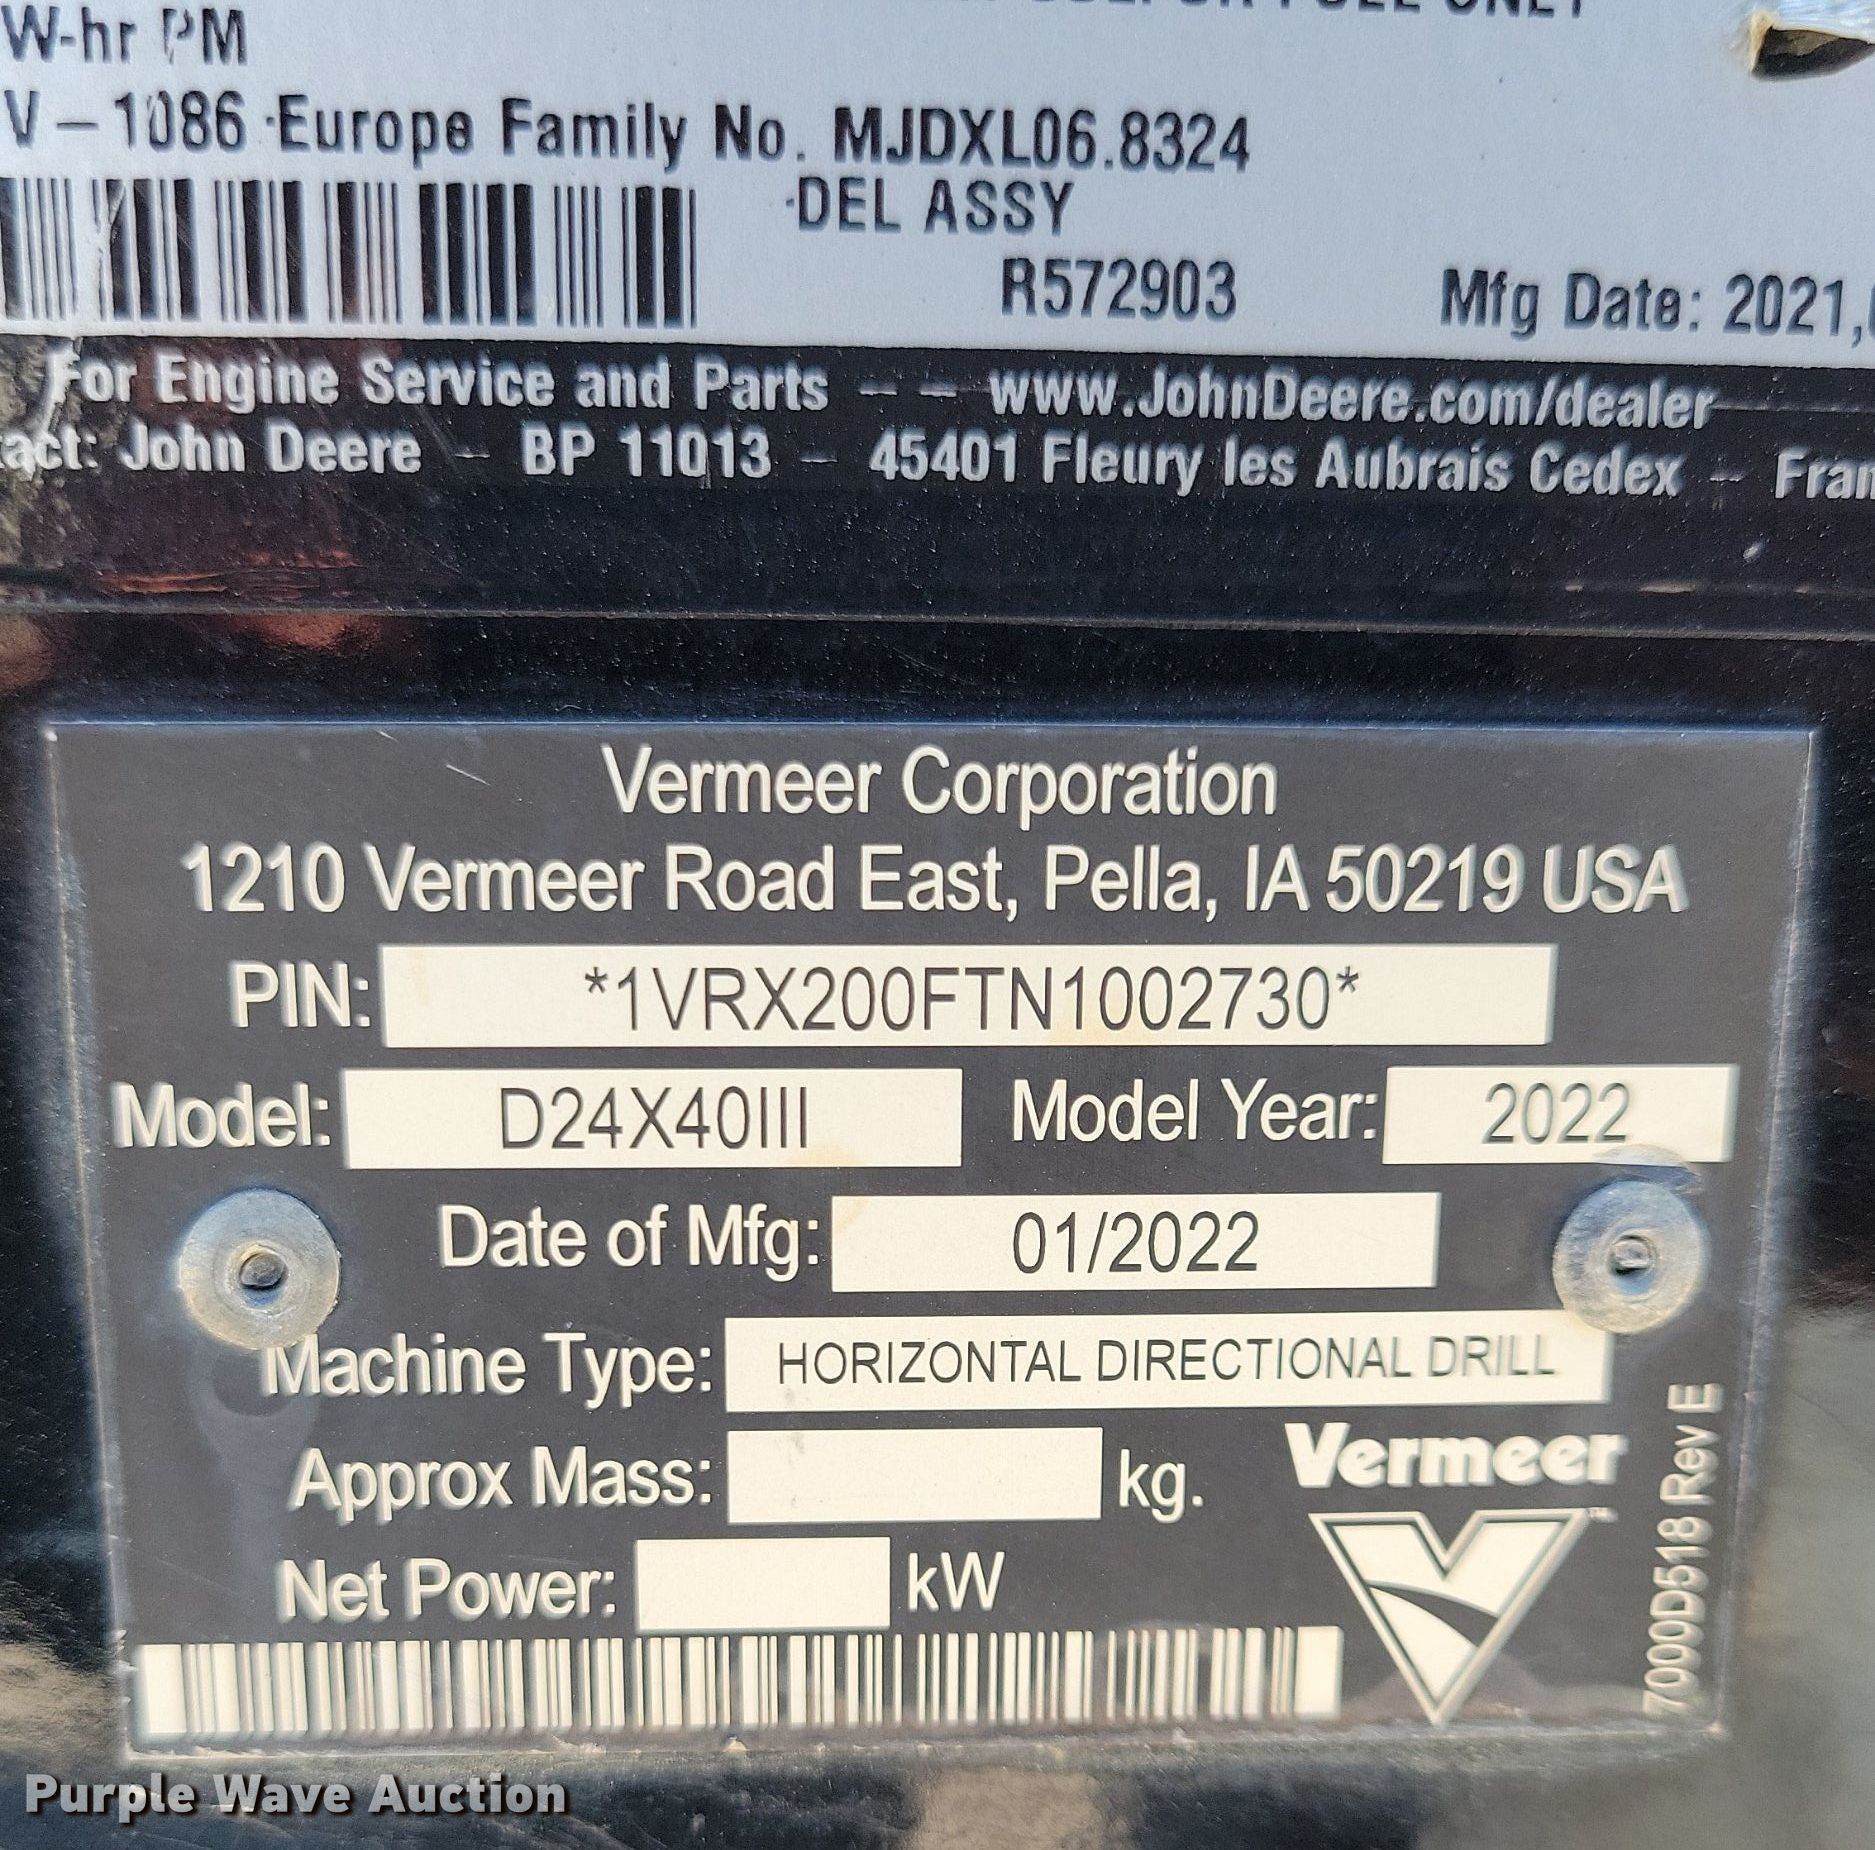 W-hr PM
V – 1086 Europe Family No. MJDXL06.8324
DEL ASSY
R572903 Mfg Date: 2021,
For Engine Service and Parts – – www.JohnDeere.com/dealer
tact: John Deere – BP 11013 – 45401 Fleury les Aubrais Cedex – Fran
Vermeer Corporation
1210 Vermeer Road East, Pella, IA 50219 USA
PIN: *1VRX200FTN1002730*
Model: D24X40III Model Year: 2022
Date of Mfg: 01/2022
Machine Type: HORIZONTAL DIRECTIONAL DRILL
Approx Mass: kg.
Net Power: kW
Vermeer
TM
7000D518 Rev E
Purple Wave Auction